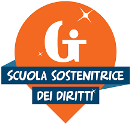 G
SCUOLA SOSTENITRICE
DEI DIRITTI